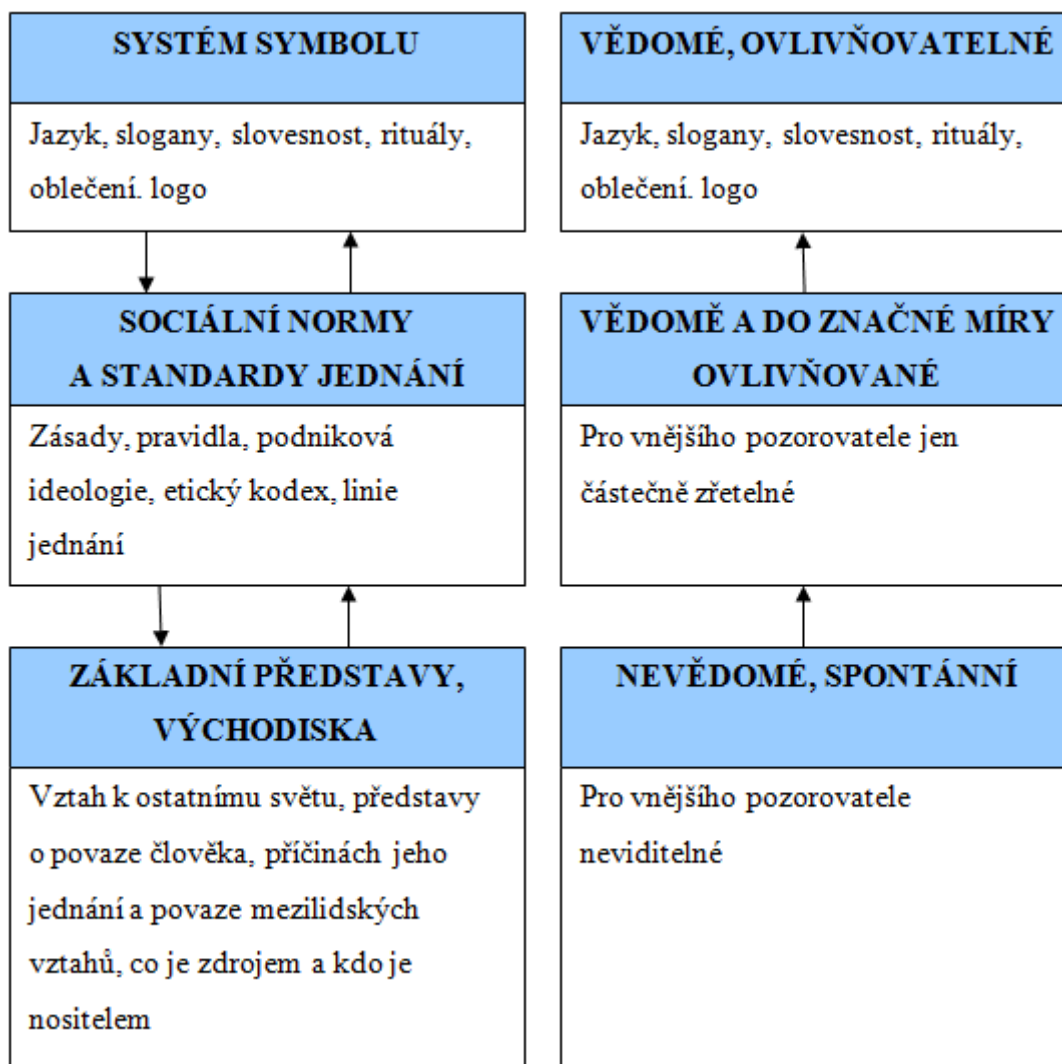 SYSTÉM SYMBOLU
Jazyk, slogany, slovesnost, rituály,
oblečení. logo
SOCIÁLNÍ NORMY
A STANDARDY JEDNÁNÍ
Zásady, pravidla, podniková
ideologie, etický kodex, linie
jednání
ZÁKLADNÍ PŘEDSTAVY,
VÝCHODISKA
Vztah k ostatnímu světu, představy
o povaze člověka, příčinách jeho
jednání a povaze mezilidských
vztahů, co je zdrojem a kdo je
nositelem
VĚDOMÉ, OVLIVŇOVATELNÉ
Jazyk, slogany, slovesnost, rituály,
oblečení. logo
VĚDOMĚ A DO ZNAČNÉ MÍRY
OVLIVŇOVANÉ
Pro vnějšího pozorovatele jen
částečně zřetelné
NEVĚDOMÉ, SPONTÁNNÍ
Pro vnějšího pozorovatele
neviditelné